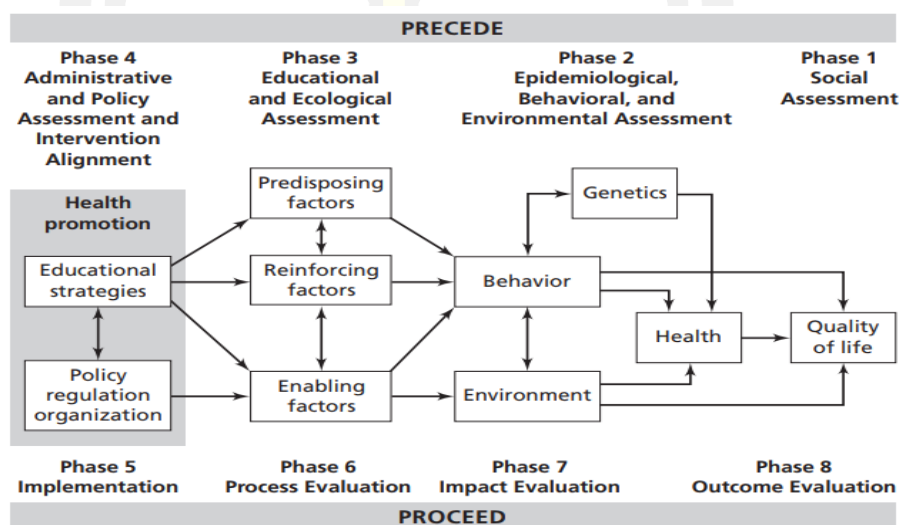 PRECEDE
Phase 4
Administrative
and Policy
Assessment and
Intervention
Alignment
Phase 3
Educational
and Ecological
Assessment
Phase 2
Epidemiological,
Behavioral, and
Environmental Assessment
Phase 1
Social
Assessment
Health
promotion
Educational
strategies
Policy
regulation
organization
Predisposing
factors
Reinforcing
factors
Enabling
factors
Genetics
Behavior
Environment
Health
Quality
of life
Phase 5
Implementation
Phase 6
Process Evaluation
Phase 7
Impact Evaluation
Phase 8
Outcome Evaluation
PROCEED